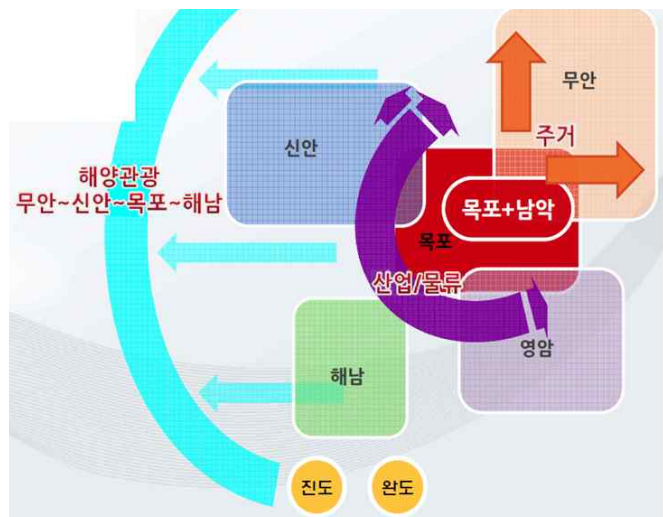 무안
주거
신안
해양관광
무안~신안~목포~해남
목포+남악
목포
산업/물류
영암
해남
진도
완도